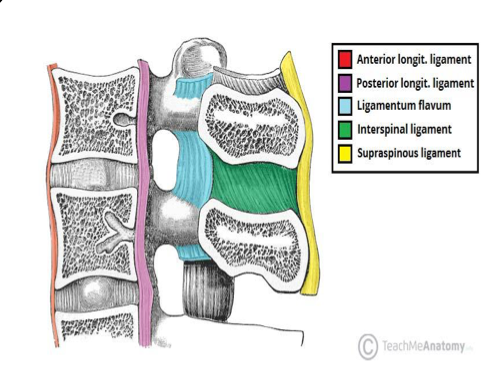 Anterior longit. ligament
Posterior longit. ligament
Ligamentum flavum
Interspinal ligament
Supraspinous ligament
© TeachMeAnatomy